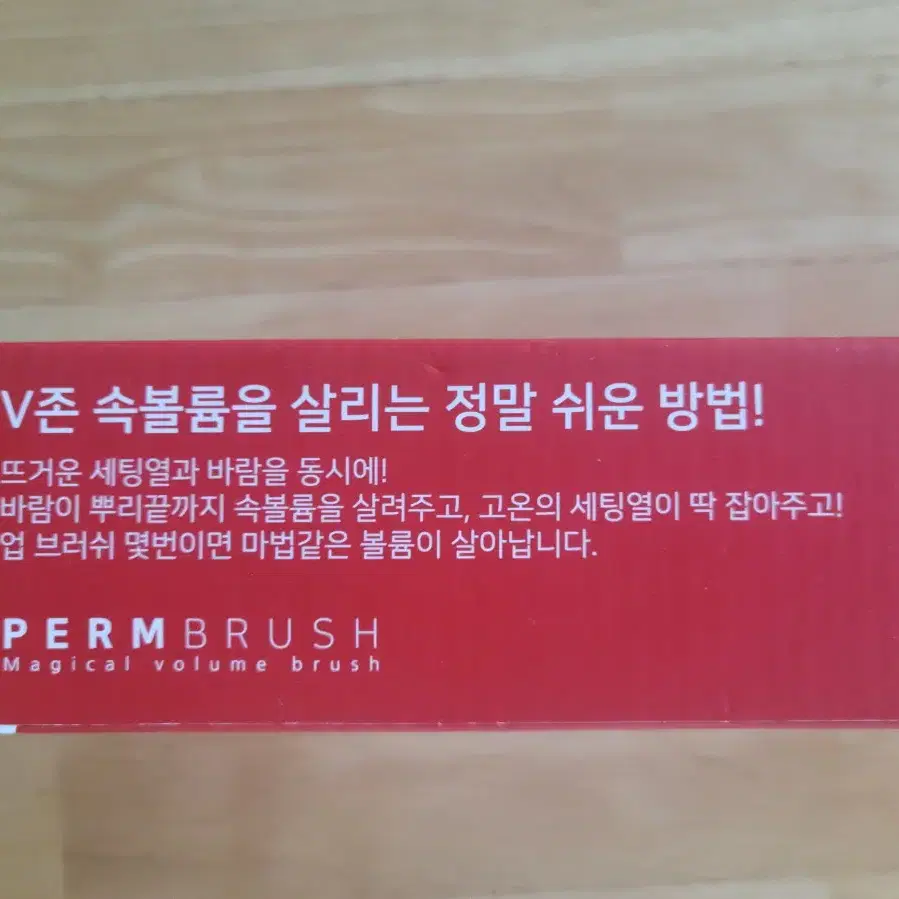 V존 속볼륨을 살리는 정말 쉬운 방법!
뜨거운 세팅열과 바람을 동시에!
바람이 뿌리끝까지 속볼륨을 살려주고, 고온의 세팅열이 딱 잡아주고!
업 브러쉬 몇번이면 마법같은 볼륨이 살아납니다.
PERMBRUSH
Magical volume brush